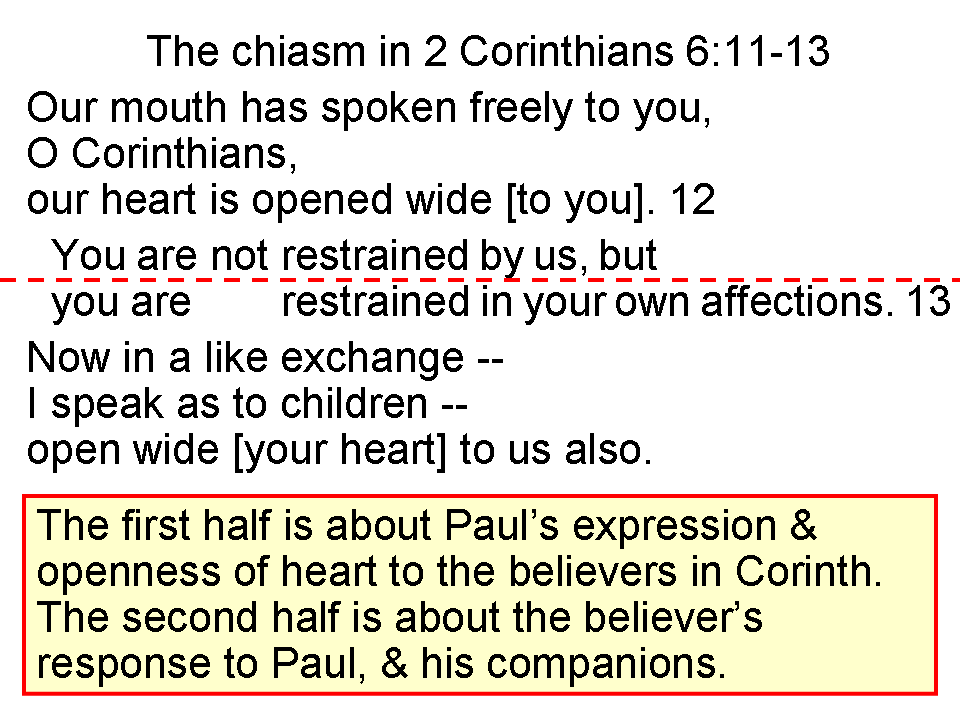 The chiasm in 2 Corinthians 6:11-13
Our mouth has spoken freely to you,
O Corinthians,
our heart is opened wide [to you]. 12
You are not restrained by us, but
you are restrained in your own affections. 13
Now in a like exchange --
I speak as to children --
open wide [your heart] to us also.
The first half is about Paul’s expression &
openness of heart to the believers in Corinth.
The second half is about the believer’s
response to Paul, & his companions.